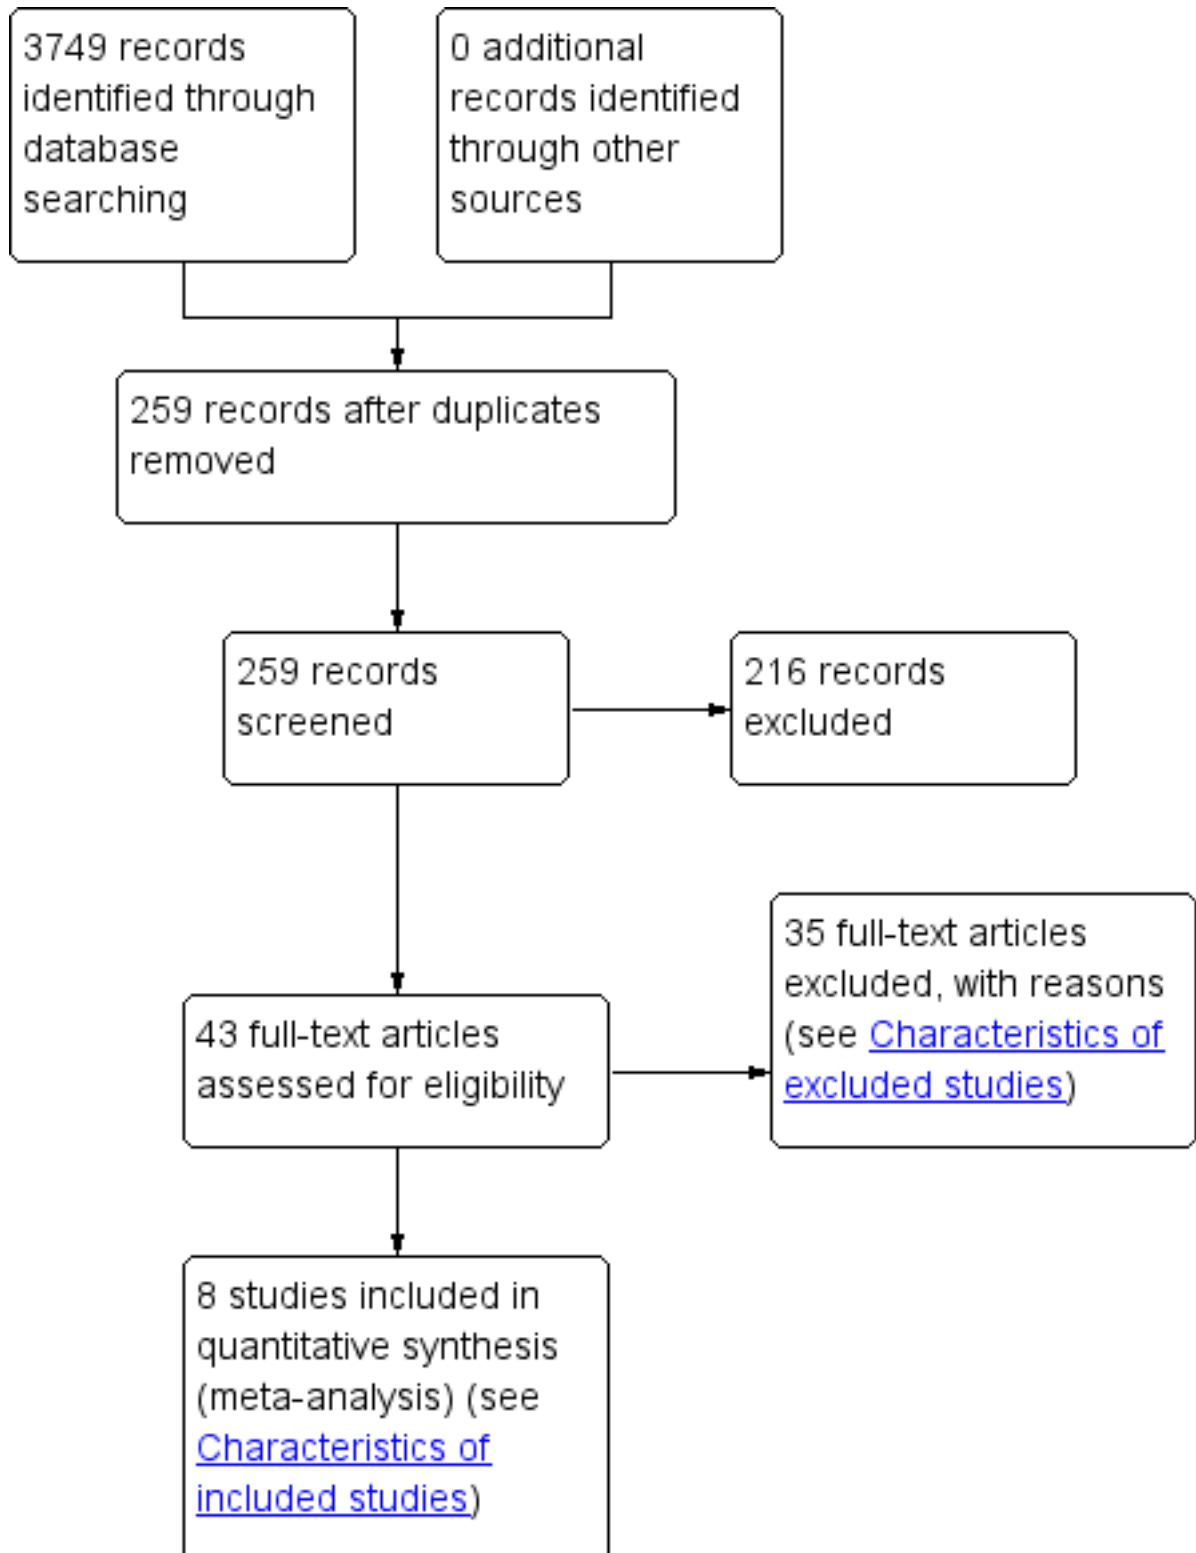 3749 records
identified through
database
searching
0 additional
records identified
through other
sources
259 records after duplicates
removed
259 records
screened
216 records
excluded
43 full-text articles
assessed for eligibility
35 full-text articles
excluded, with reasons
(see Characteristics of
excluded studies)
8 studies included in
quantitative synthesis
(meta-analysis) (see
Characteristics of
included studies)